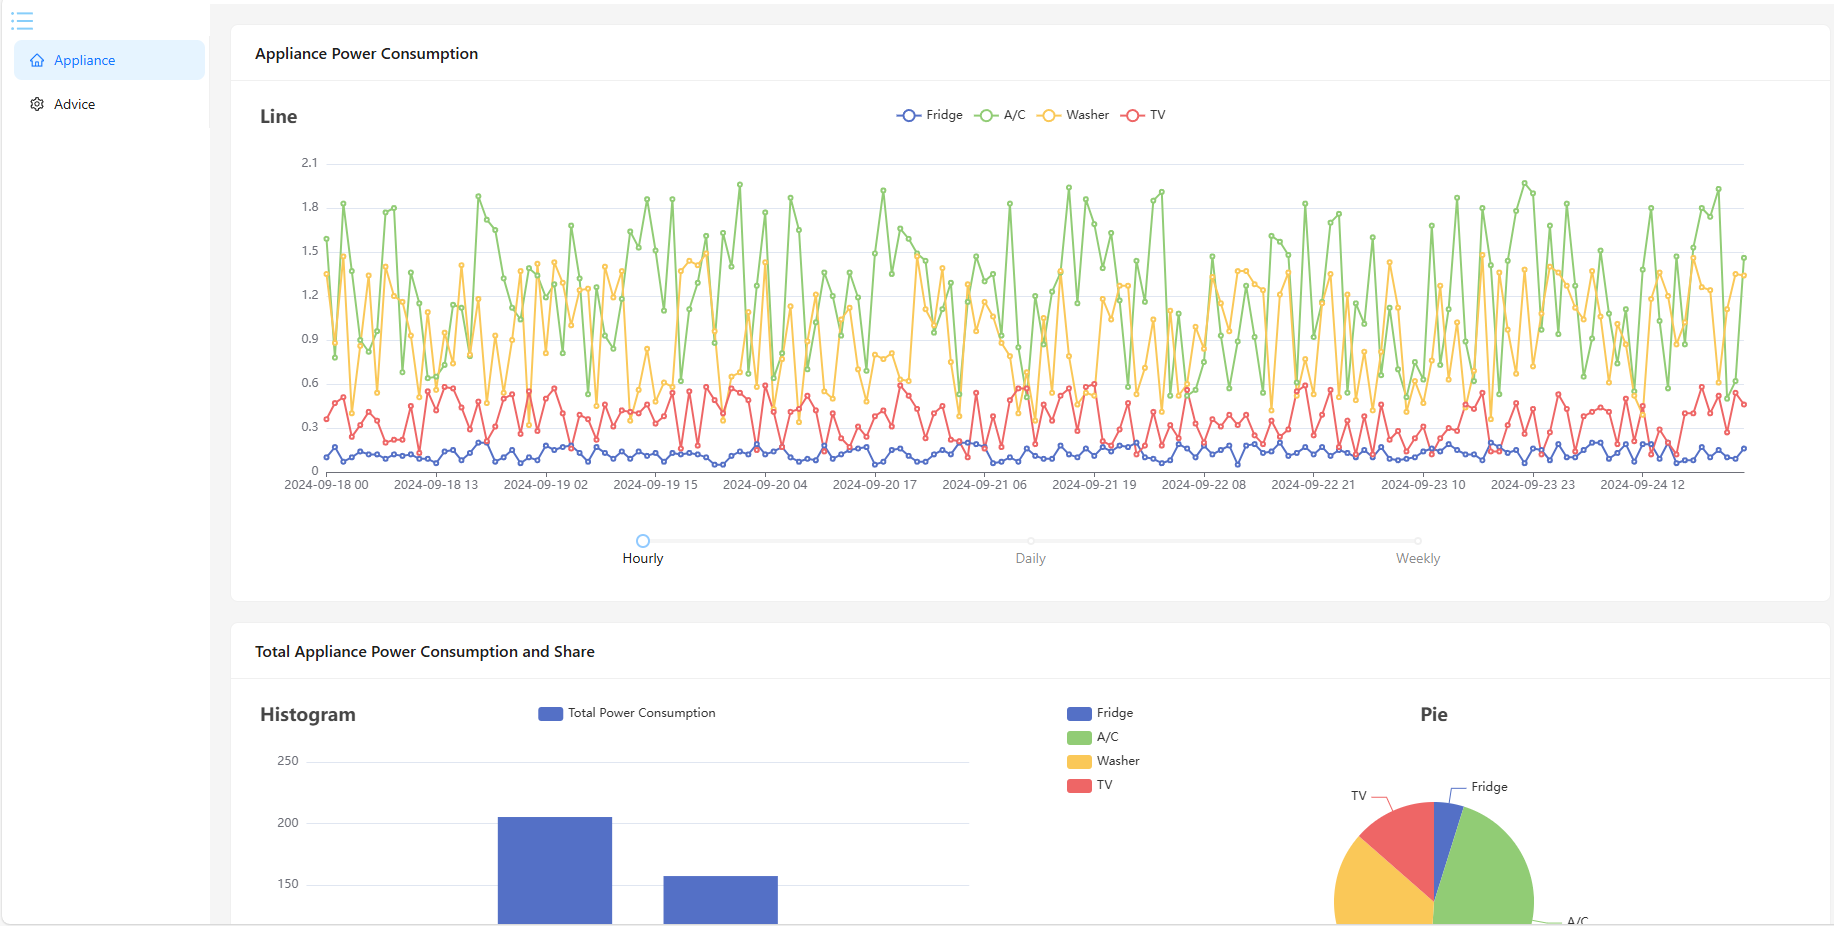 Appliance
Advice
Appliance Power Consumption
Line
Fridge A/C Washer TV
2.1
1.8
1.5
1.2
0.9
0.6
0.3
0
2024-09-18 00 2024-09-18 13 2024-09-19 02 2024-09-19 15 2024-09-20 04 2024-09-20 17 2024-09-21 06 2024-09-21 19 2024-09-22 08 2024-09-22 21 2024-09-23 10 2024-09-23 23 2024-09-24 12
Hourly Daily Weekly
Total Appliance Power Consumption and Share
Histogram
Total Power Consumption
250
200
150
Fridge
A/C
Washer
TV
Pie
Fridge
TV
A/C